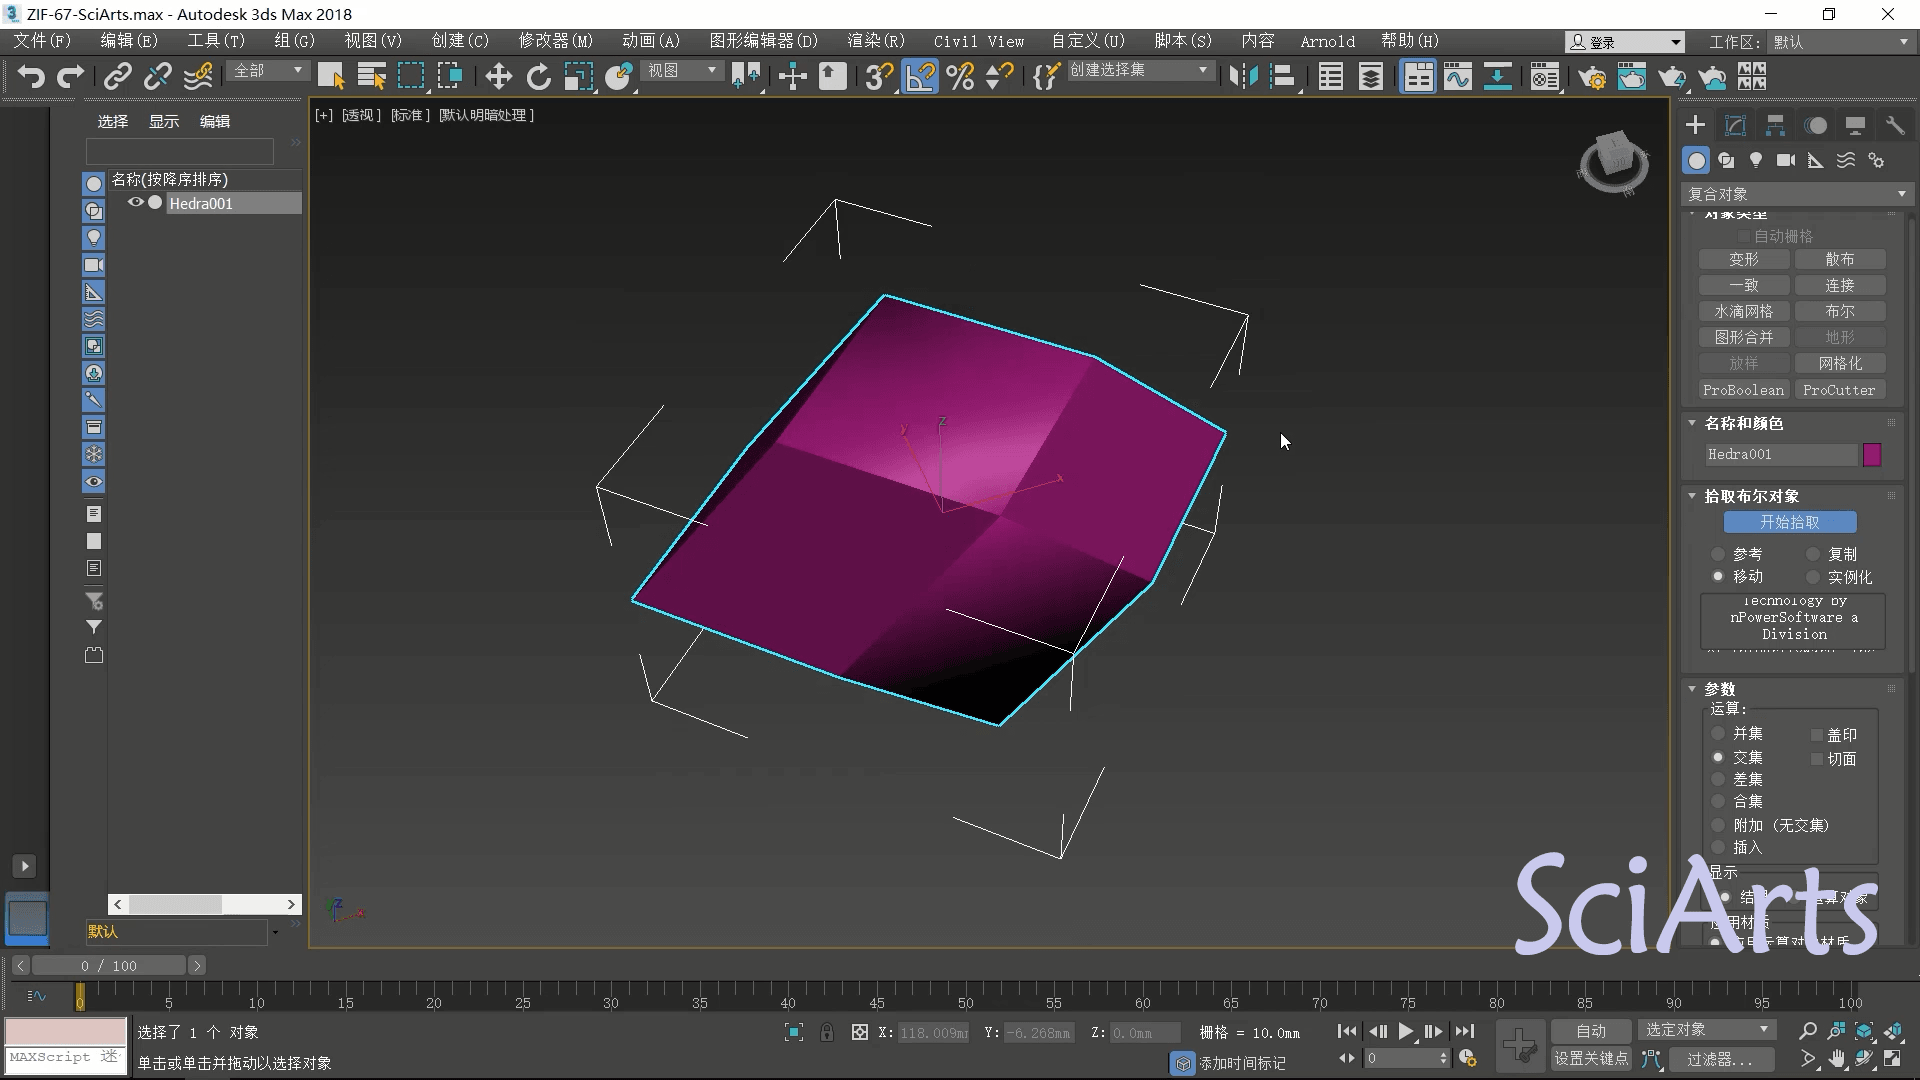 ZIF-67-SciArts.max - Autodesk 3ds Max 2018
文件(F) 编辑(E) 工具(T) 组(G) 视图(V) 创建(C) 修改器(M) 动画(A) 图形编辑器(D) 渲染(R) Civil View 自定义(U) 脚本(S) 内容 Arnold 帮助(H) 登录 工作区: 默认
全部 视图 创建选择集
选择 显示 编辑
[+] [透视] [标准] [默认明暗处理]
名称(按降序排序)
Hedra001
z
y
x
复合对象
对象类型
自动栅格
变形 散布
一致 连接
水滴网格 布尔
图形合并 地形
放样 网格化
ProBoolean ProCutter
名称和颜色
Hedra001
拾取布尔对象
开始拾取
参考 复制
移动 实例化
Technology by
nPowerSoftware a
Division
参数
运算:
并集 盖印
交集 切面
差集
合集
附加 (无交集)
插入
显示
SciArts
默认
0 / 100
0 5 10 15 20 25 30 35 40 45 50 55 60 65 70 75 80 85 90 95 100
选择了 1 个 对象 X: 118.009mm Y: -6.268mm Z: 0.0mm 栅格 = 10.0mm 自动 选定对象
MAXScript 迷
单击或单击并拖动以选择对象 添加时间标记 0 设置关键点 过滤器...